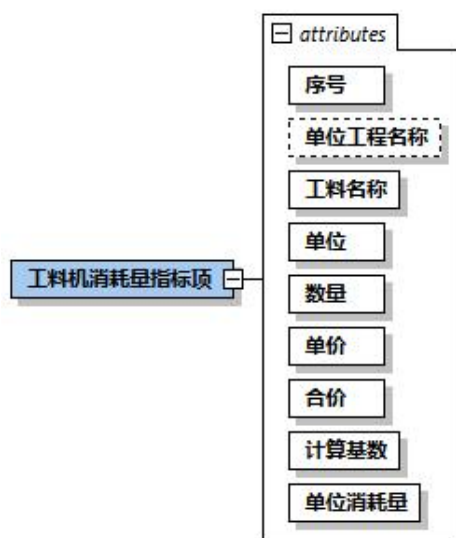 attributes
序号
单位工程名称
工料名称
单位
工料机消耗量指标项
数量
单价
合价
计算基数
单位消耗量